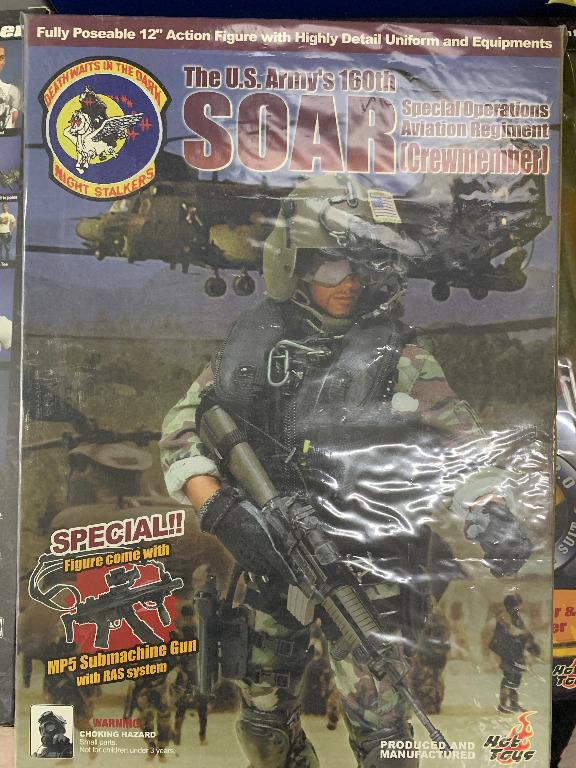 Fully Poseable 12" Action Figure with Highly Detail Uniform and Equipments
DEATH WAITS IN THE DARK
NIGHT STALKERS
The U.S. Army's 160th
SOAR
Special Operations
Aviation Regiment
(Crewmember)
SPECIAL!!
Figure come with
MP5 Submachine Gun
with RAS system
WARNING
CHOKING HAZARD
Small parts.
Not for children under 3 years.
PRODUCED AND
MANUFACTURED
Hot
Toys